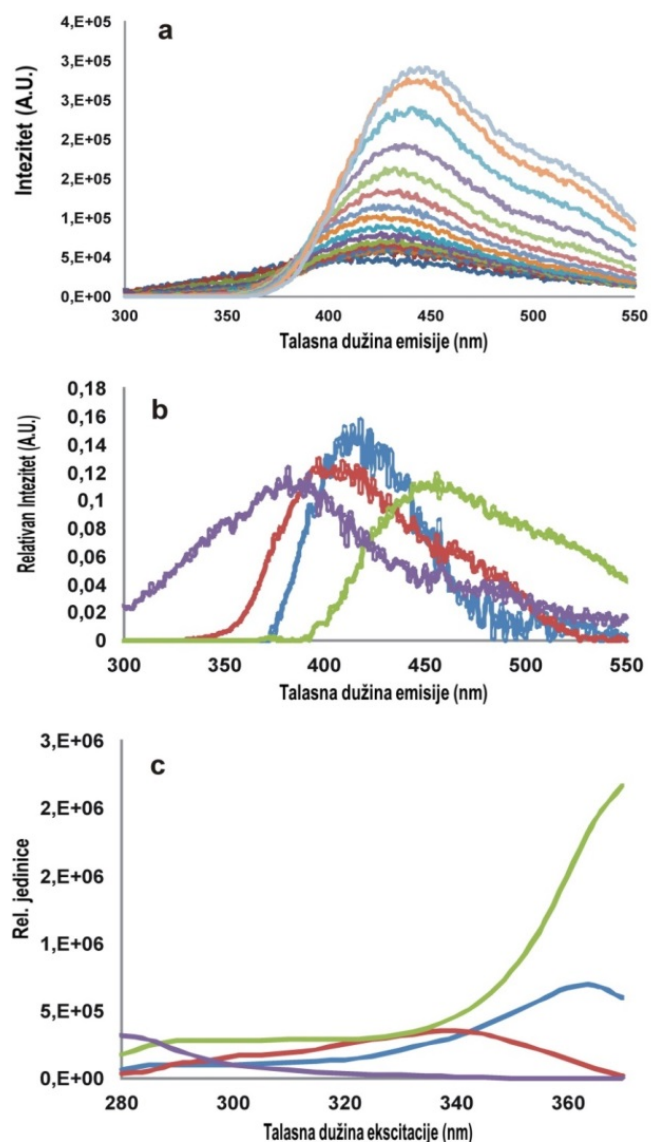 a
Intezitet (A.U.)
4,E+05
3,E+05
3,E+05
2,E+05
2,E+05
1,E+05
5,E+04
0,E+00
300 350 400 450 500 550
Talasna dužina emisije (nm)
b
Relativan Intezitet (A.U.)
0,18
0,16
0,14
0,12
0,1
0,08
0,06
0,04
0,02
0
300 350 400 450 500 550
Talasna dužina emisije (nm)
c
Rel. jedinice
3,E+06
2,E+06
2,E+06
1,E+06
5,E+05
0,E+00
280 300 320 340 360
Talasna dužina ekscitacije (nm)